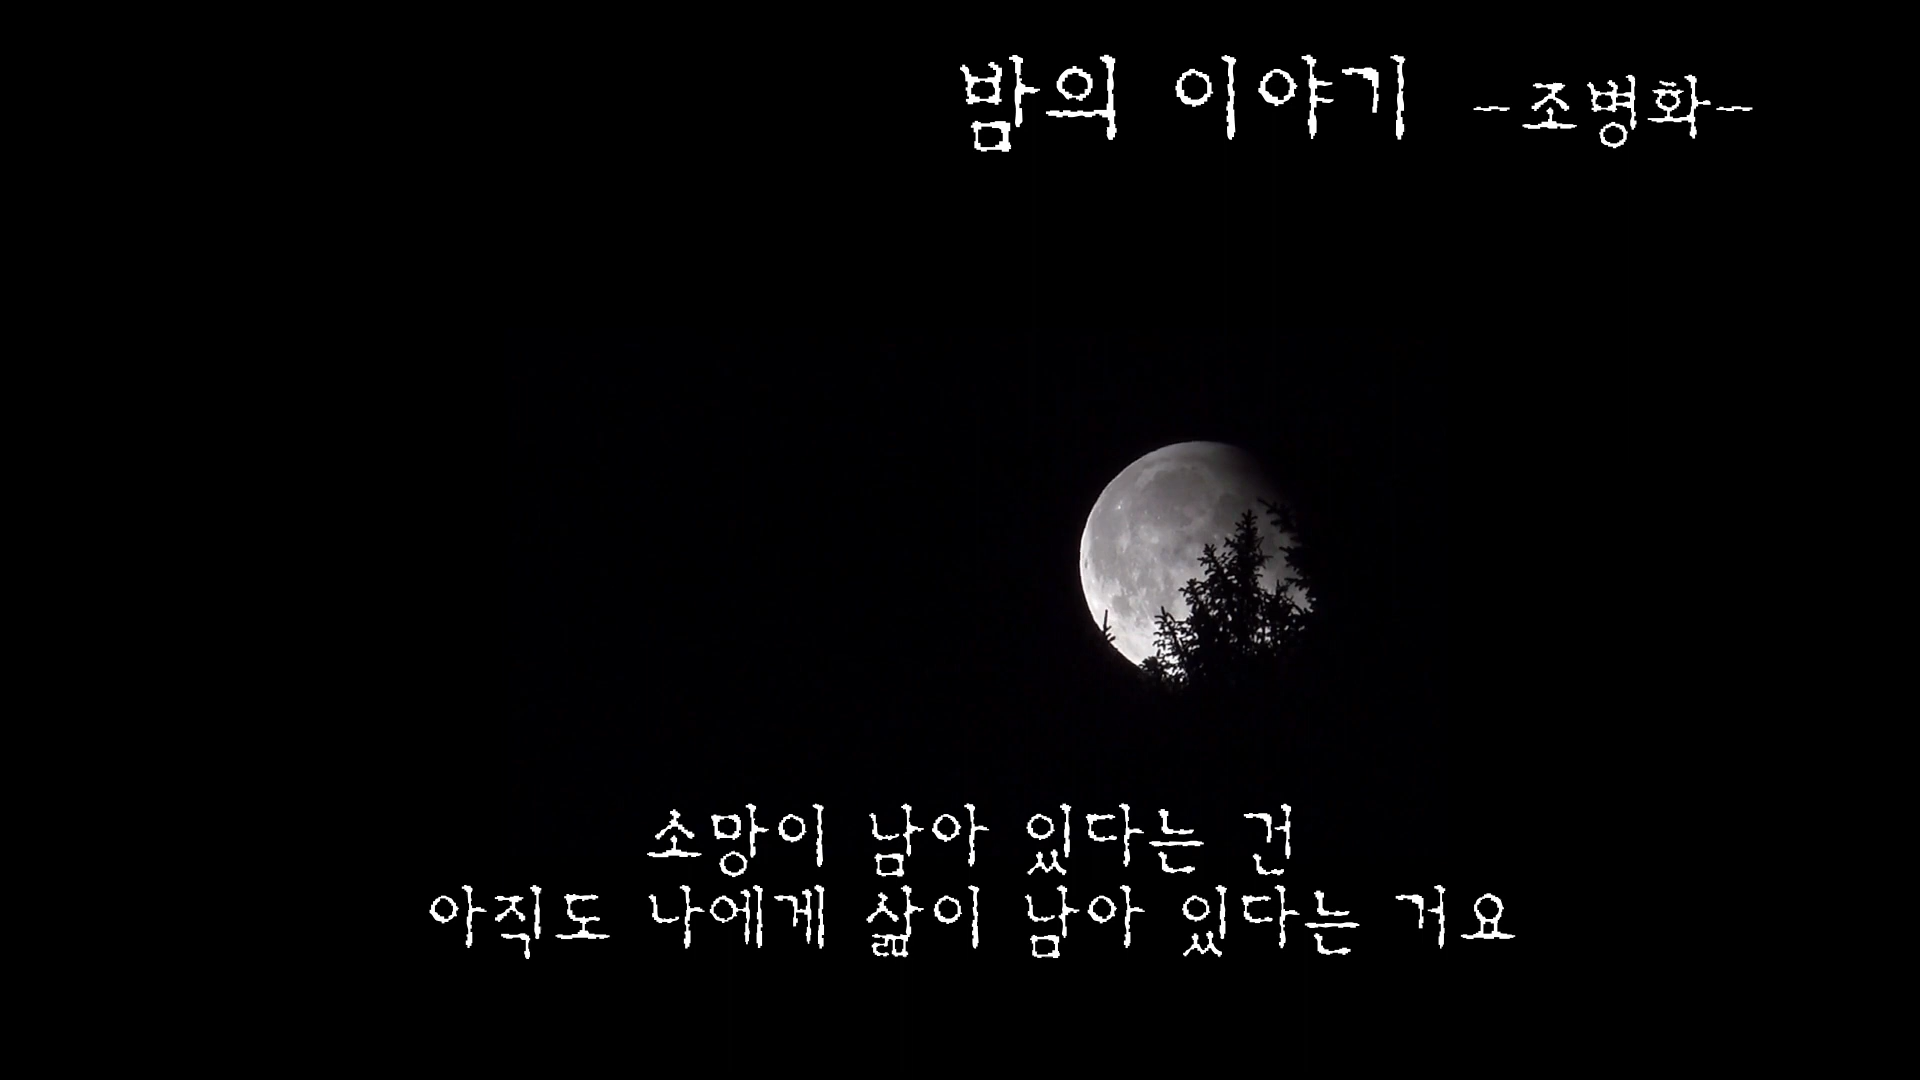 밤의 이야기 -조병화-
소망이 남아 있다는 건
아직도 나에게 삶이 남아 있다는 거요